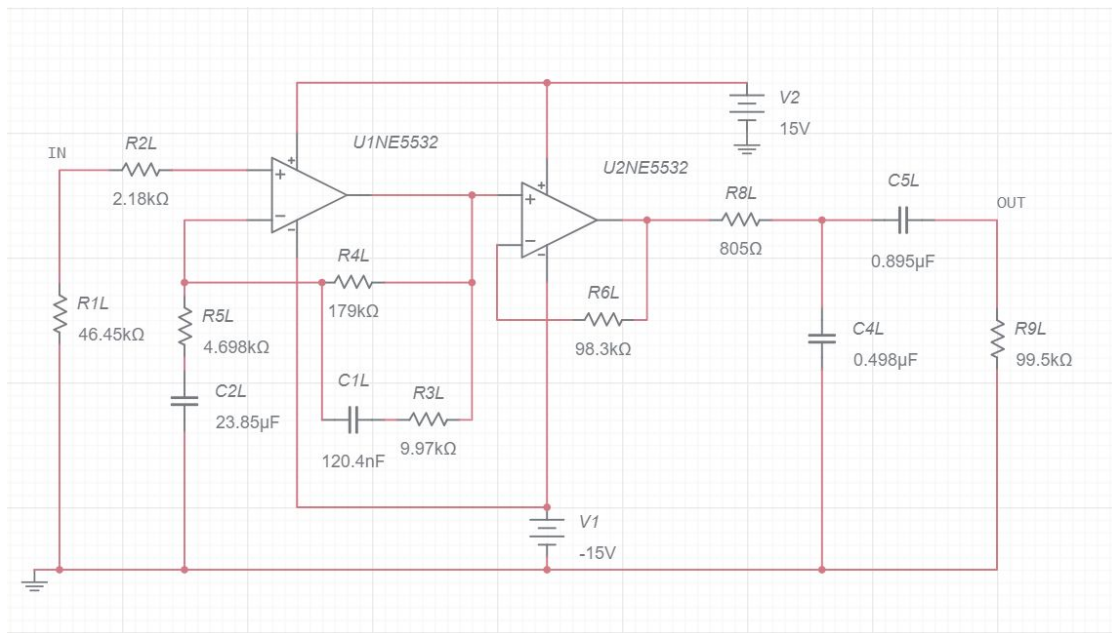 V2
15V
U1NE5532
R2L
IN
2.18kΩ
U2NE5532
R8L
C5L
OUT
805Ω
0.895µF
R4L
179kΩ
R1L
46.45kΩ
R5L
4.698kΩ
R6L
98.3kΩ
C4L
0.498µF
R9L
99.5kΩ
C2L
23.85µF
C1L
R3L
120.4nF
9.97kΩ
V1
-15V